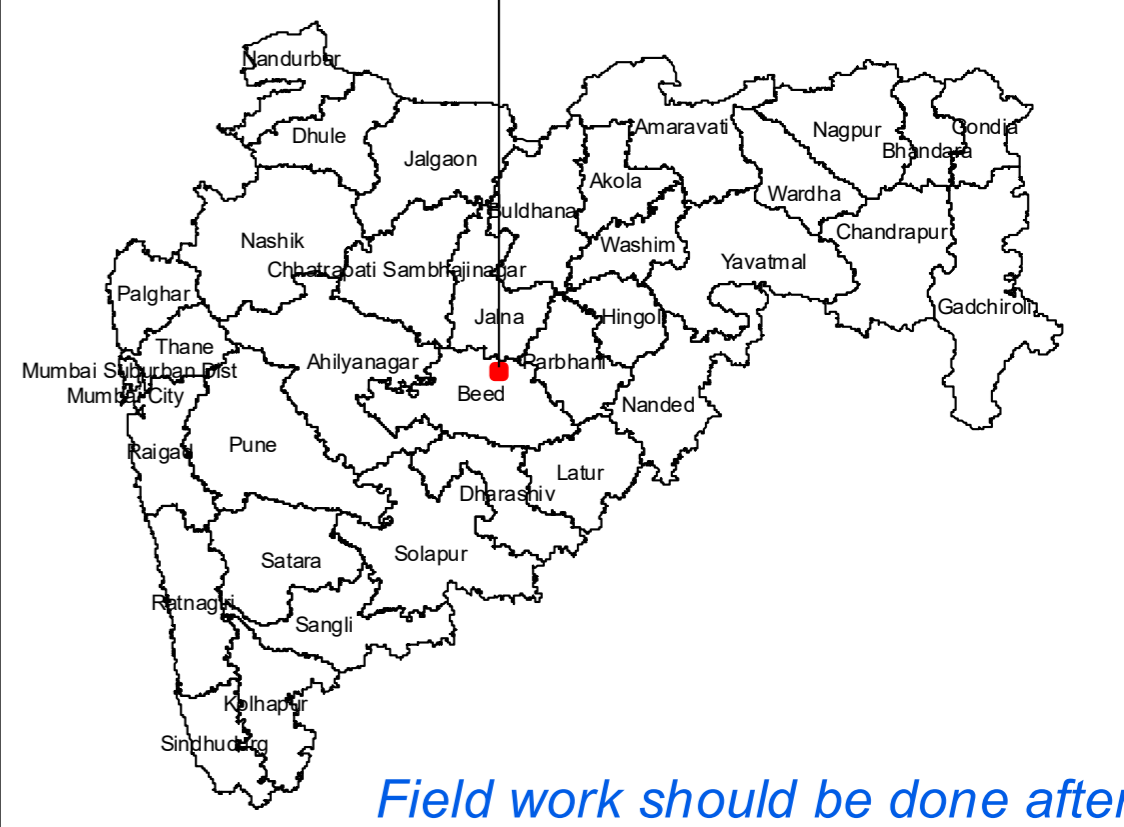 Nandurbar
Dhule
Jalgaon
Amaravati
Nagpur
Gondia
Bhandara
Akola
Wardha
Buldhana
Chandrapur
Nashik
Washim
Chhatrapati Sambhajinagar
Yavatmal
Palghar
Gadchiroli
Jalna
Hingoli
Thane
Ahilyanagar
Parbhani
Mumbai Suburban Dist
Beed
Mumbai City
Nanded
Pune
Raigad
Latur
Dharashiv
Solapur
Satara
Ratnagiri
Sangli
Kolhapur
Sindhudurg
Field work should be done after